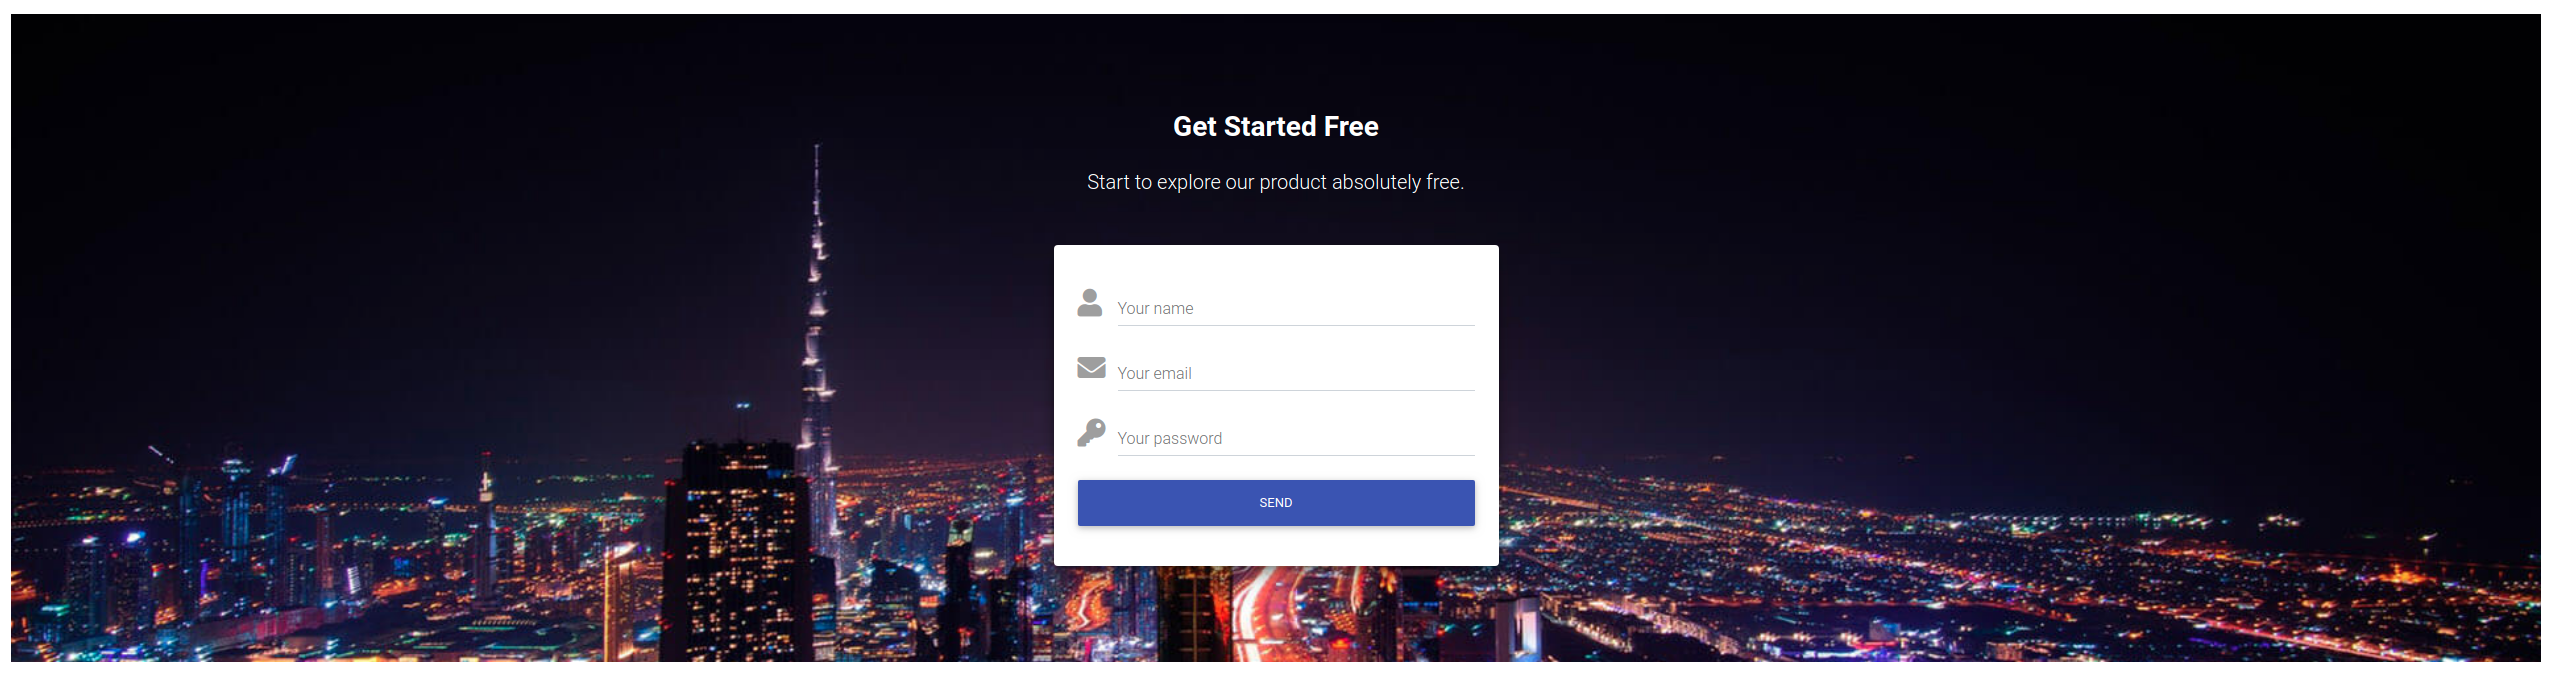 Get Started Free
Start to explore our product absolutely free.
Your name
Your email
Your password
SEND